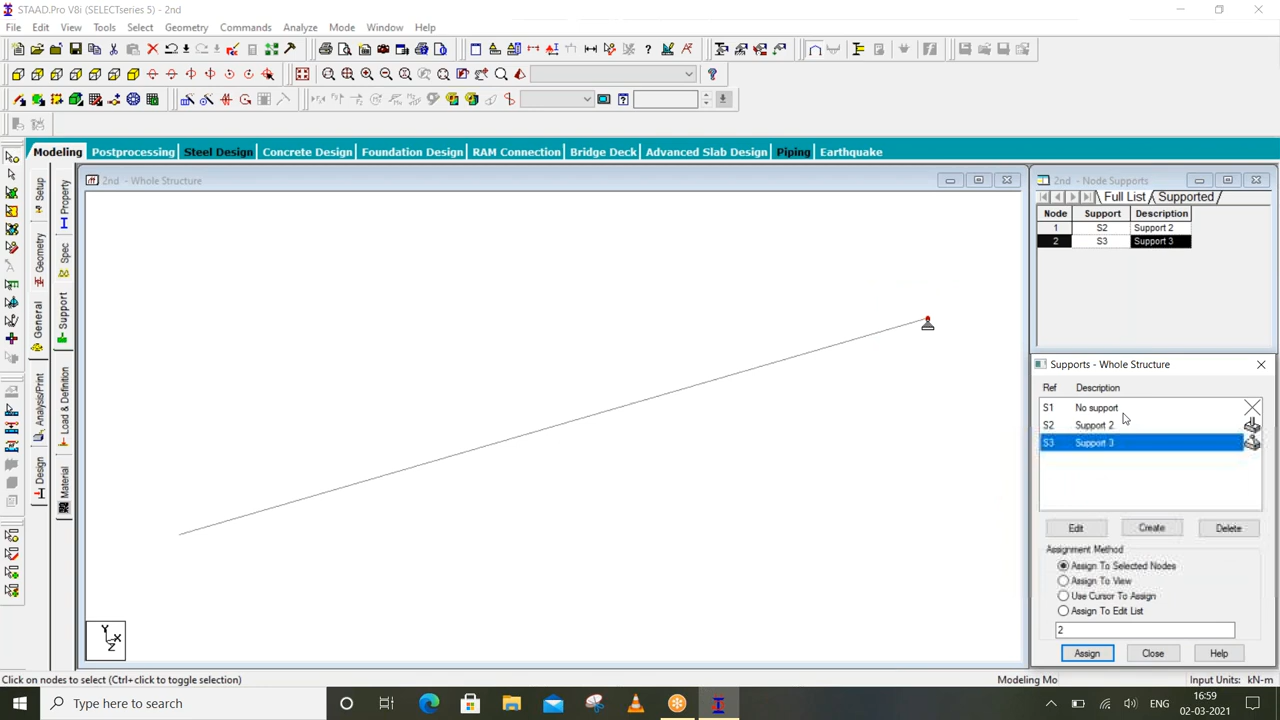 STAAD.Pro V8i (SELECTseries 5) - 2nd
File Edit View Tools Select Geometry Commands Analyze Mode Window Help
Modeling Postprocessing Steel Design Concrete Design Foundation Design RAM Connection Bridge Deck Advanced Slab Design Piping Earthquake
Setup
Geometry
General
Analysis/Print
Design
Property
Spec
Support
Load & Definition
Material
2nd - Whole Structure
Y
X
Z
2nd - Node Supports
Full List Supported
Node Support Description
1 S2 Support 2
2 S3 Support 3
Supports - Whole Structure
Ref Description
S1 No support
S2 Support 2
S3 Support 3
Edit Create Delete
Assignment Method
Assign To Selected Nodes
Assign To View
Use Cursor To Assign
Assign To Edit List
2
Assign Close Help
Click on nodes to select (Ctrl+click to toggle selection)
Modeling Mo
Input Units: kN-m
Type here to search
ENG
16:59
02-03-2021